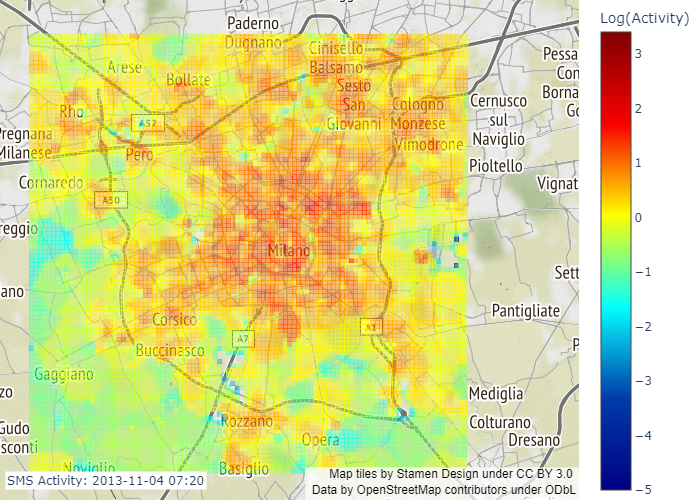 Log(Activity)
3
2
1
0
−1
−2
−3
−4
−5
Paderno
Dugnano
Cinisello
Balsamo
Arese
Bollate
Sesto
San
Giovanni
Pessa
Con
Borna
Go
Rho
A52
Cologno
Monzese
Cernusco
sul
Naviglio
Pregnana
Milanese
Pero
Vimodrone
Pioltello
Cornaredo
Vignat
A50
reggio
Milano
Sett
ano
Pantigliate
Corsico
A7
Buccinasco
P
Gaggiano
zo
Mediglia
Gudo
sconti
Rozzano
Colturano
Dresano
Opera
Noviglio
Basiglio
SMS Activity: 2013-11-04 07:20
Map tiles by Stamen Design under CC BY 3.0
Data by OpenStreetMap contributors under ODbL